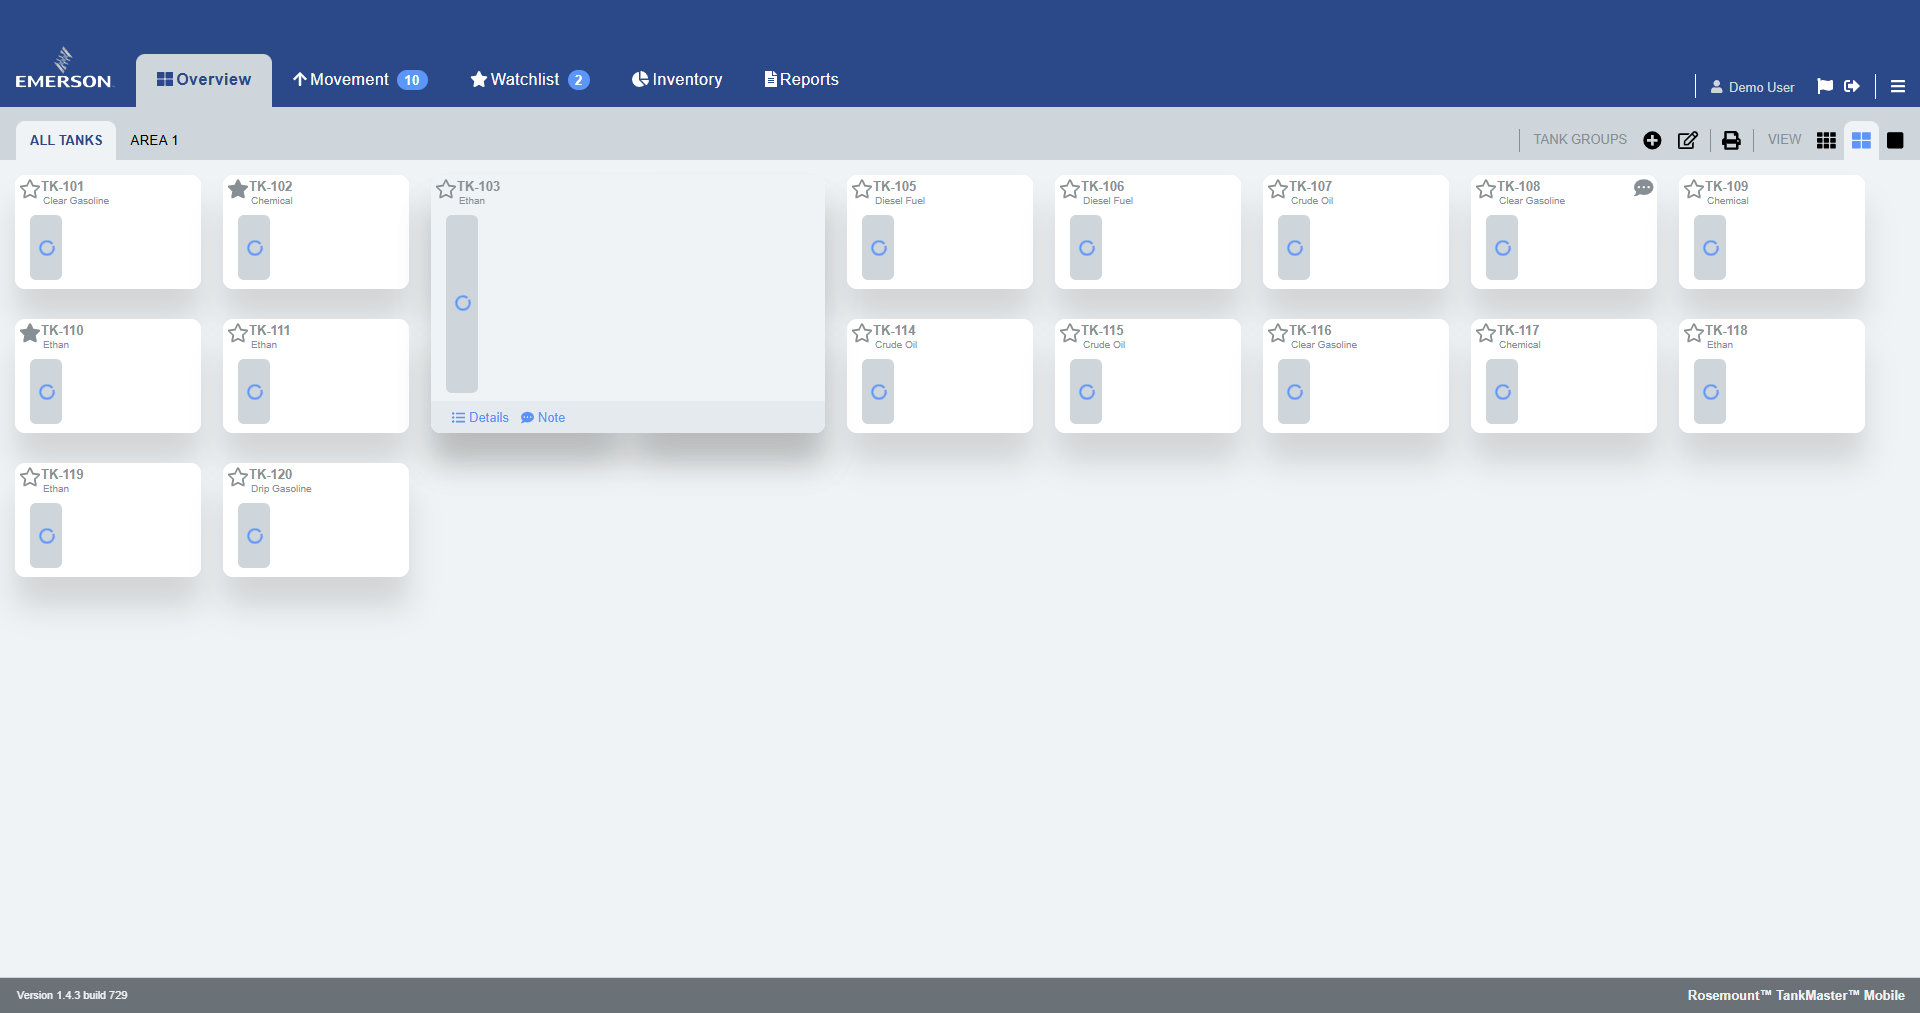 EMERSON
Overview
Movement 10
Watchlist 2
Inventory
Reports
Demo User
ALL TANKS
AREA 1
TANK GROUPS
VIEW
TK-101
Clear Gasoline
TK-102
Chemical
TK-103
Ethan
Details
Note
TK-105
Diesel Fuel
TK-106
Diesel Fuel
TK-107
Crude Oil
TK-108
Clear Gasoline
TK-109
Chemical
TK-110
Ethan
TK-111
Ethan
TK-114
Crude Oil
TK-115
Crude Oil
TK-116
Clear Gasoline
TK-117
Chemical
TK-118
Ethan
TK-119
Ethan
TK-120
Drip Gasoline
Version 1.4.3 build 729
Rosemount™ TankMaster™ Mobile